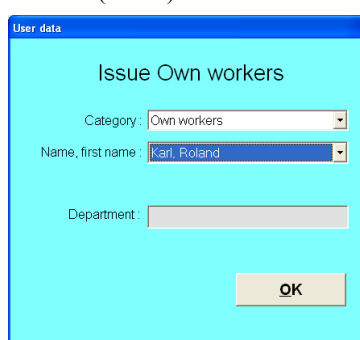 User data
Issue Own workers
Category : Own workers
Name, first name : Karl, Roland
Department :
OK